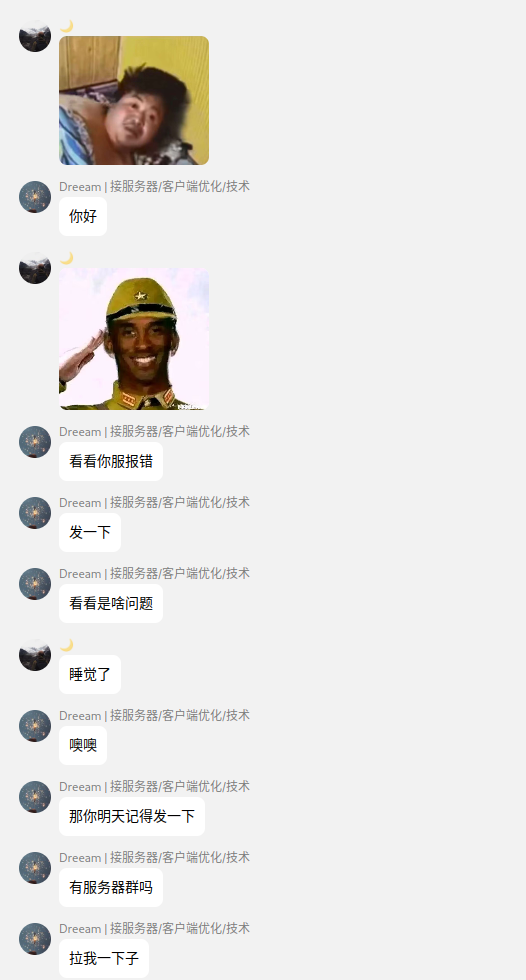 🌙
Dreeam | 接服务器/客户端优化/技术
你好
🌙
Dreeam | 接服务器/客户端优化/技术
看看你服报错
Dreeam | 接服务器/客户端优化/技术
发一下
Dreeam | 接服务器/客户端优化/技术
看看是啥问题
🌙
睡觉了
Dreeam | 接服务器/客户端优化/技术
噢噢
Dreeam | 接服务器/客户端优化/技术
那你明天记得发一下
Dreeam | 接服务器/客户端优化/技术
有服务器群吗
Dreeam | 接服务器/客户端优化/技术
拉我一下子